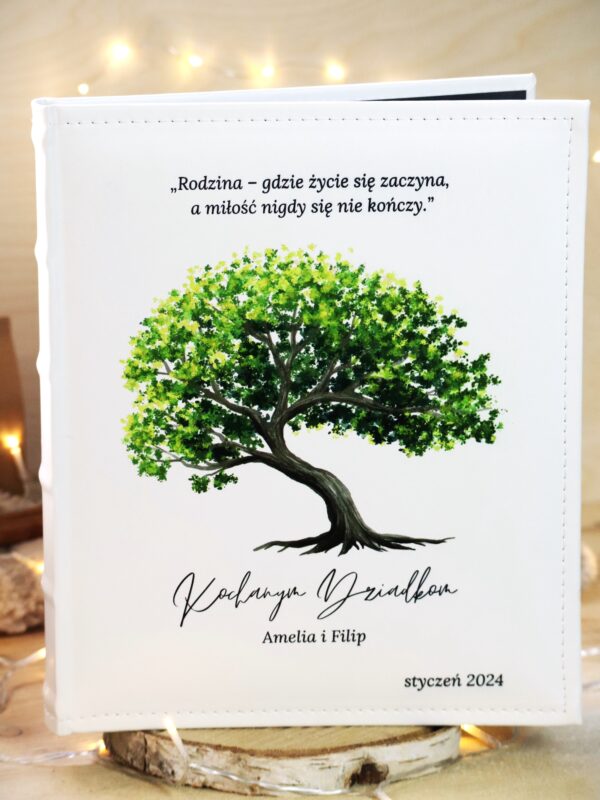 „Rodzina – gdzie życie się zaczyna,
a miłość nigdy się nie kończy.”
Kochanym Dziadkom
Amelia i Filip
styczeń 2024